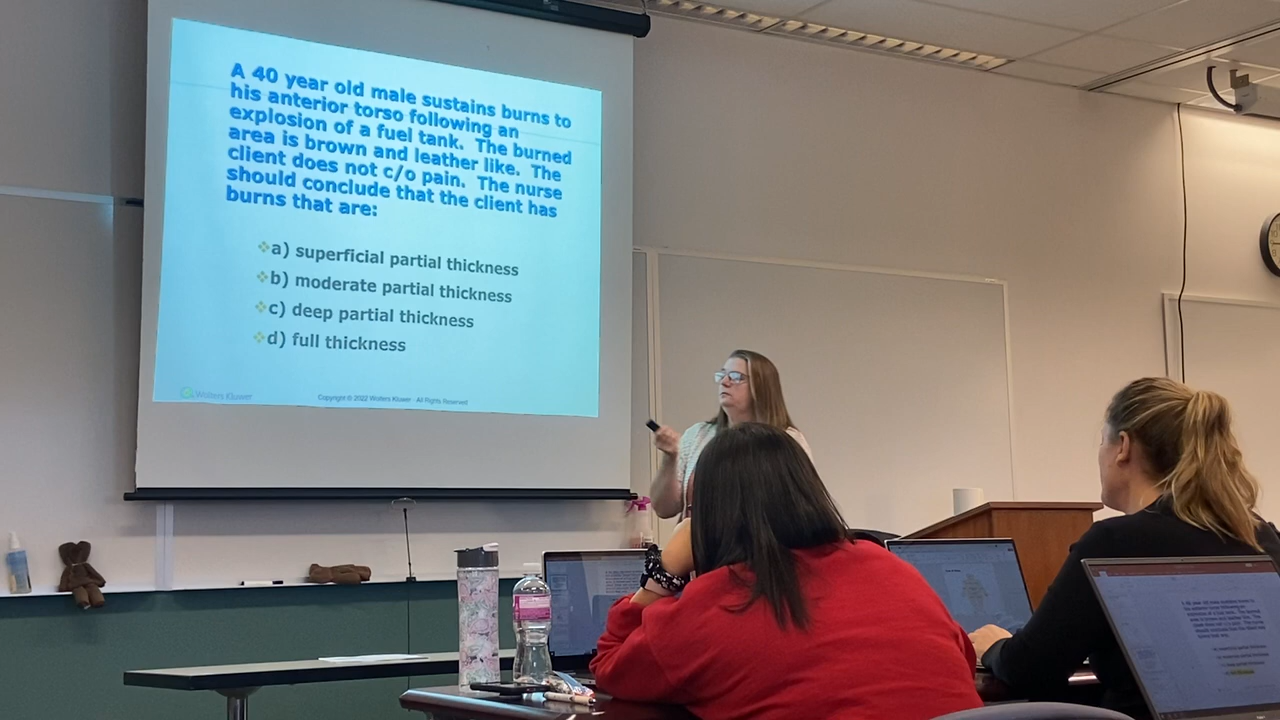 A 40 year old male sustains burns to
his anterior torso following an
explosion of a fuel tank. The burned
area is brown and leather like. The
client does not c/o pain. The nurse
should conclude that the client has
burns that are:
❖a) superficial partial thickness
❖b) moderate partial thickness
❖c) deep partial thickness
❖d) full thickness
Wolters Kluwer
Copyright © 2022 Wolters Kluwer · All Rights Reserved